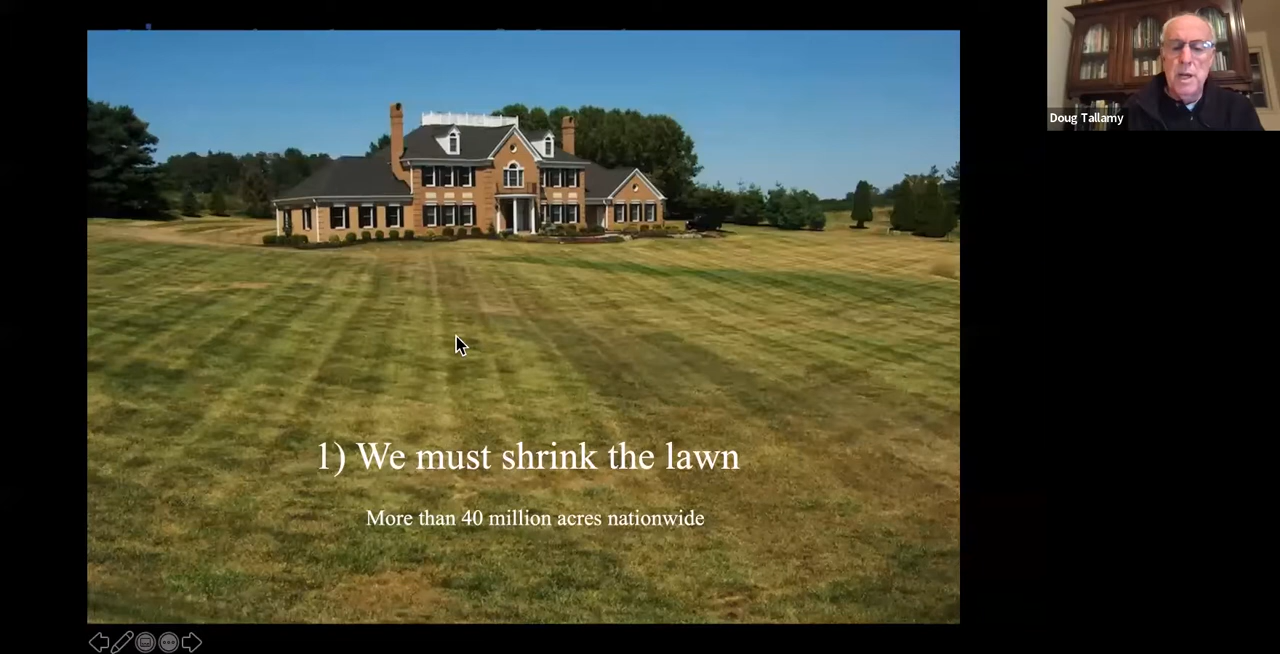 Doug Tallamy
1) We must shrink the lawn
More than 40 million acres nationwide